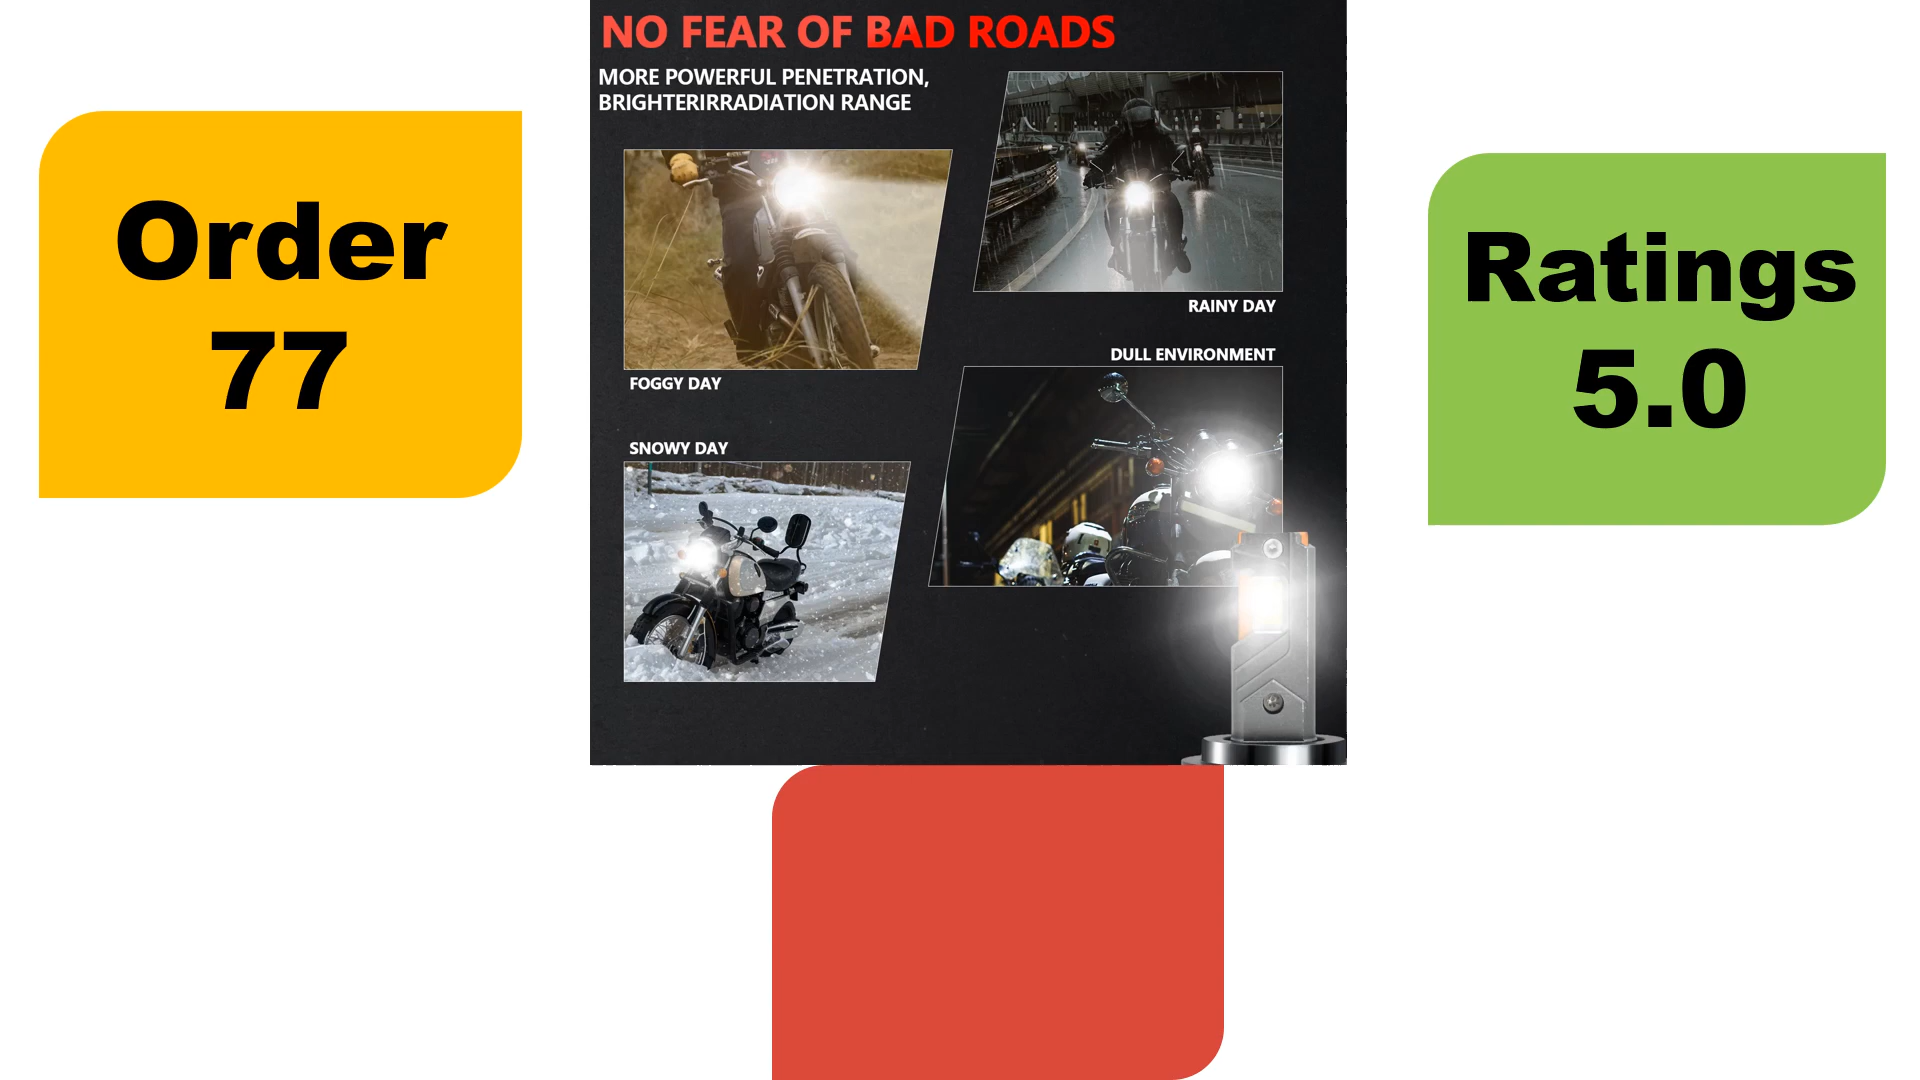 NO FEAR OF BAD ROADS
MORE POWERFUL PENETRATION,
BRIGHTERIRRADIATION RANGE
Order
77
Ratings
5.0
RAINY DAY
DULL ENVIRONMENT
FOGGY DAY
SNOWY DAY